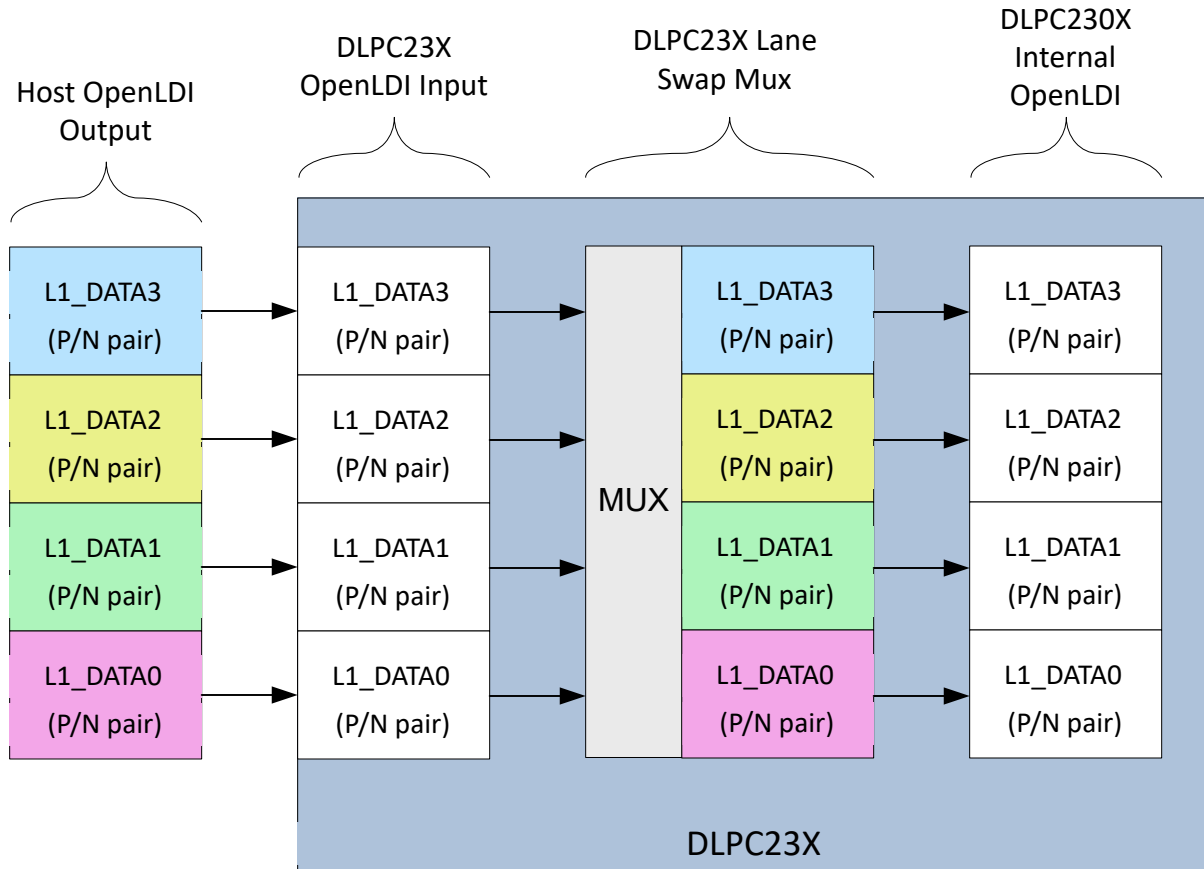 Host OpenLDI
Output
DLPC23X
OpenLDI Input
DLPC23X Lane
Swap Mux
DLPC230X
Internal
OpenLDI
L1_DATA3
(P/N pair)
L1_DATA2
(P/N pair)
L1_DATA1
(P/N pair)
L1_DATA0
(P/N pair)
L1_DATA3
(P/N pair)
L1_DATA2
(P/N pair)
L1_DATA1
(P/N pair)
L1_DATA0
(P/N pair)
MUX
L1_DATA3
(P/N pair)
L1_DATA2
(P/N pair)
L1_DATA1
(P/N pair)
L1_DATA0
(P/N pair)
L1_DATA3
(P/N pair)
L1_DATA2
(P/N pair)
L1_DATA1
(P/N pair)
L1_DATA0
(P/N pair)
DLPC23X